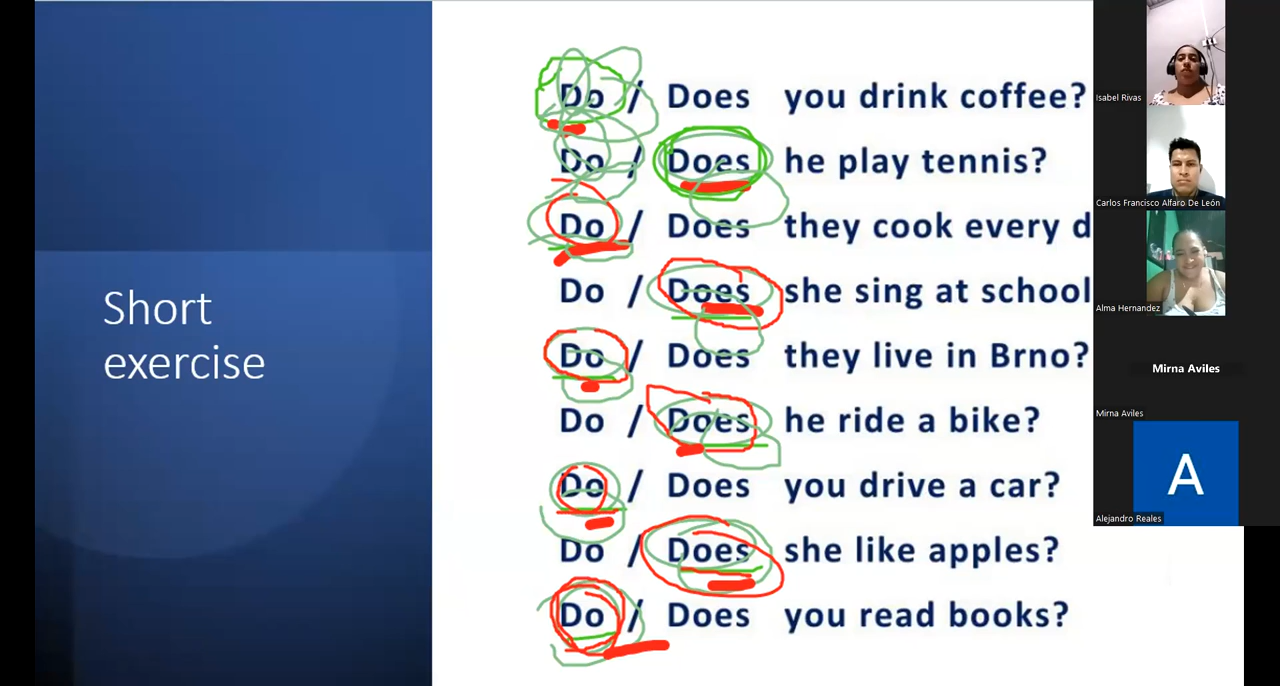 Short
exercise
Do / Does you drink coffee?
Do / Does he play tennis?
Do / Does they cook every d
Do / Does she sing at school
Do / Does they live in Brno?
Do / Does he ride a bike?
Do / Does you drive a car?
Do / Does she like apples?
Do / Does you read books?
Isabel Rivas
Carlos Francisco Alfaro De León
Alma Hernandez
Mirna Aviles
Mirna Aviles
A
Alejandro Reales